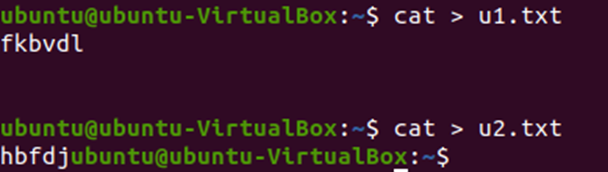 ubuntu@ubuntu-VirtualBox:~$ cat > u1.txt
fkbvdl
ubuntu@ubuntu-VirtualBox:~$ cat > u2.txt
hbfdjubuntu@ubuntu-VirtualBox:~$